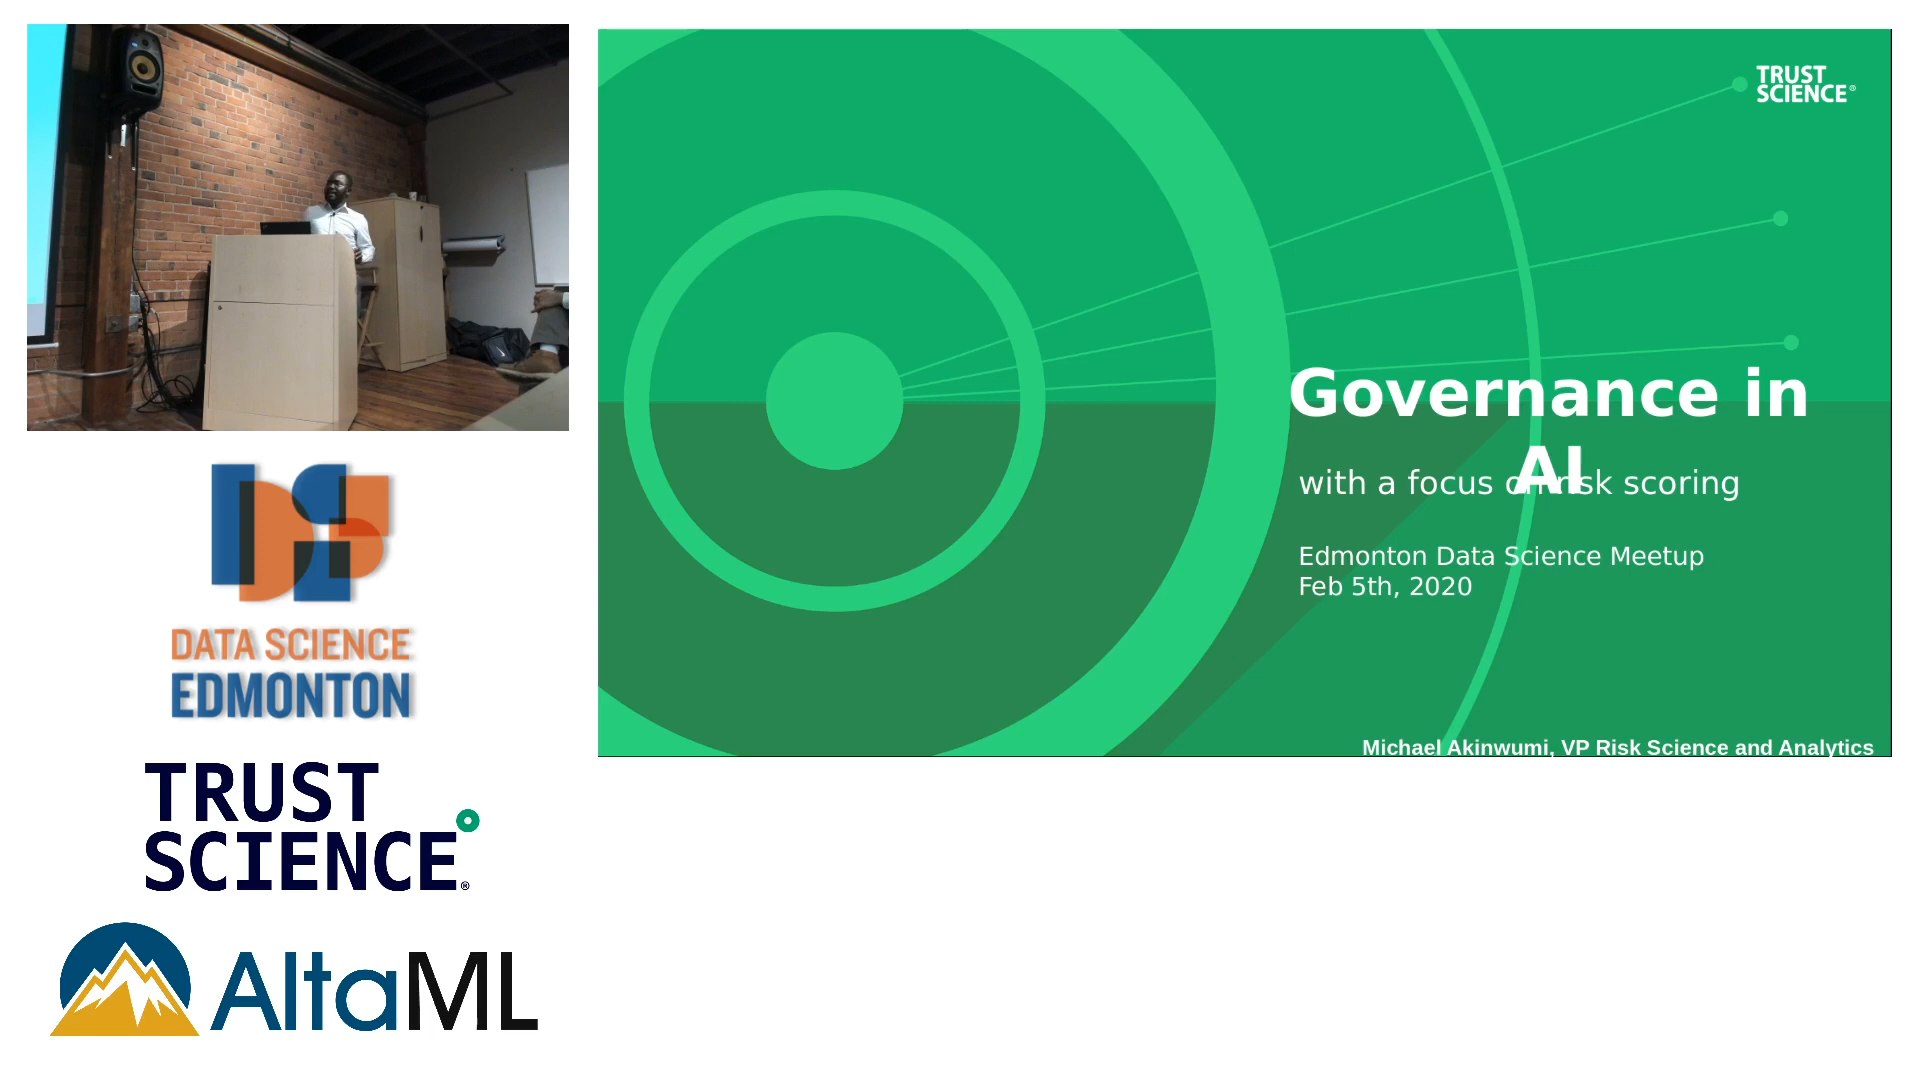 TRUST
SCIENCE®
Governance in
AI
with a focus on risk scoring
Edmonton Data Science Meetup
Feb 5th, 2020
Michael Akinwumi, VP Risk Science and Analytics
DATA SCIENCE
EDMONTON
TRUST
SCIENCE®
AltaML